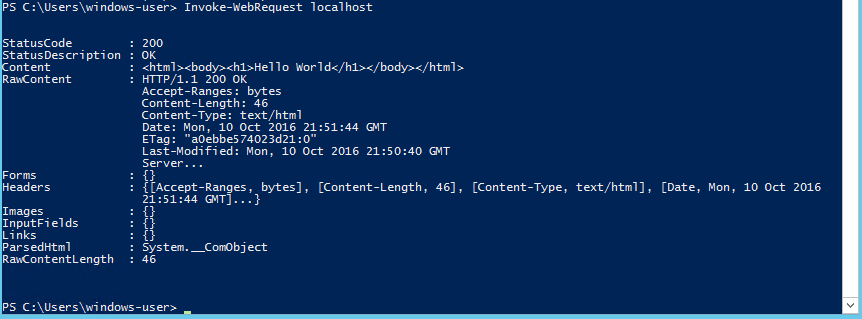 PS C:\Users\windows-user> Invoke-WebRequest localhost
StatusCode : 200
StatusDescription : OK
Content : <html><body><h1>Hello World</h1></body></html>
RawContent : HTTP/1.1 200 OK
Accept-Ranges: bytes
Content-Length: 46
Content-Type: text/html
Date: Mon, 10 Oct 2016 21:51:44 GMT
ETag: "a0ebbe574023d21:0"
Last-Modified: Mon, 10 Oct 2016 21:50:40 GMT
Server...
Forms : {}
Headers : {[Accept-Ranges, bytes], [Content-Length, 46], [Content-Type, text/html], [Date, Mon, 10 Oct 2016
21:51:44 GMT]...}
Images : {}
InputFields : {}
Links : {}
ParsedHtml : System.__ComObject
RawContentLength : 46
PS C:\Users\windows-user> _